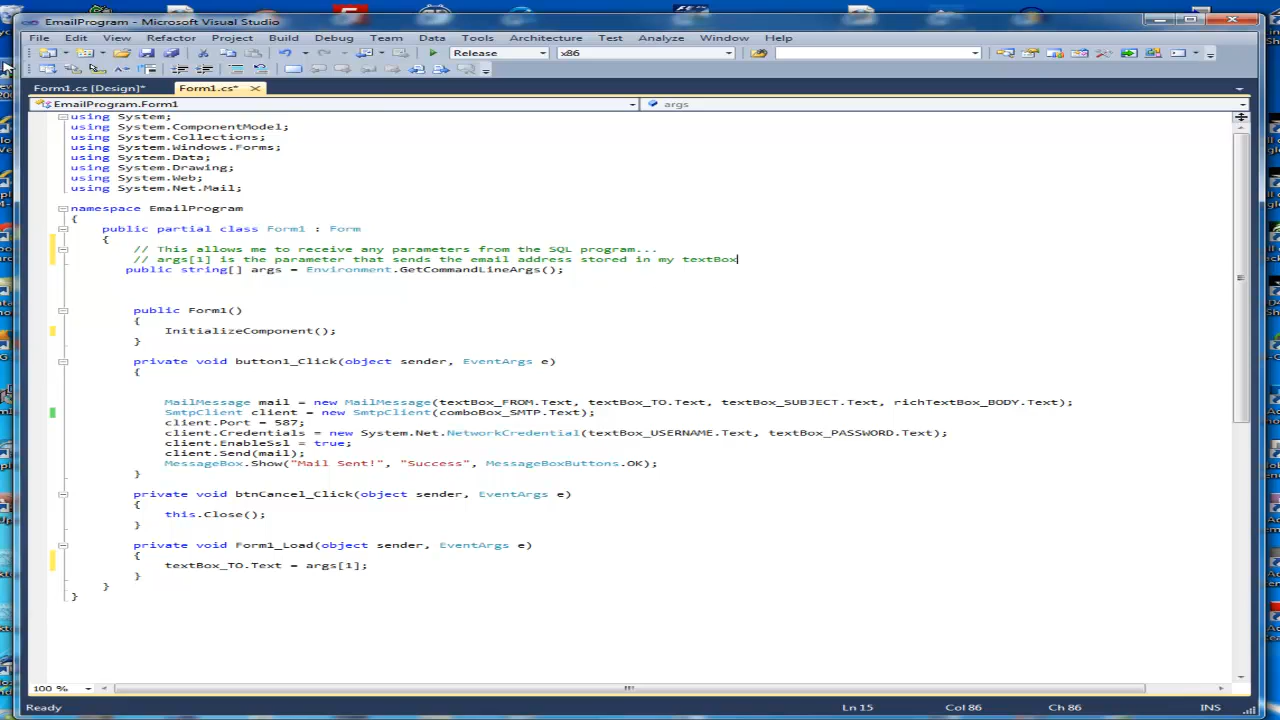 EmailProgram - Microsoft Visual Studio
File Edit View Refactor Project Build Debug Team Data Tools Architecture Test Analyze Window Help
Release x86
Form1.cs [Design]* Form1.cs*
EmailProgram.Form1 args
using System;
using System.ComponentModel;
using System.Collections;
using System.Windows.Forms;
using System.Data;
using System.Drawing;
using System.Web;
using System.Net.Mail;
namespace EmailProgram
{
public partial class Form1 : Form
{
// This allows me to receive any parameters from the SQL program...
// args[1] is the parameter that sends the email address stored in my textBox
public string[] args = Environment.GetCommandLineArgs();
public Form1()
{
InitializeComponent();
}
private void button1_Click(object sender, EventArgs e)
{
MailMessage mail = new MailMessage(textBox_FROM.Text, textBox_TO.Text, textBox_SUBJECT.Text, richTextBox_BODY.Text);
SmtpClient client = new SmtpClient(comboBox_SMTP.Text);
client.Port = 587;
client.Credentials = new System.Net.NetworkCredential(textBox_USERNAME.Text, textBox_PASSWORD.Text);
client.EnableSsl = true;
client.Send(mail);
MessageBox.Show("Mail Sent!", "Success", MessageBoxButtons.OK);
}
private void btnCancel_Click(object sender, EventArgs e)
{
this.Close();
}
private void Form1_Load(object sender, EventArgs e)
{
textBox_TO.Text = args[1];
}
}
}
100 %
Ready Ln 15 Col 86 Ch 86 INS